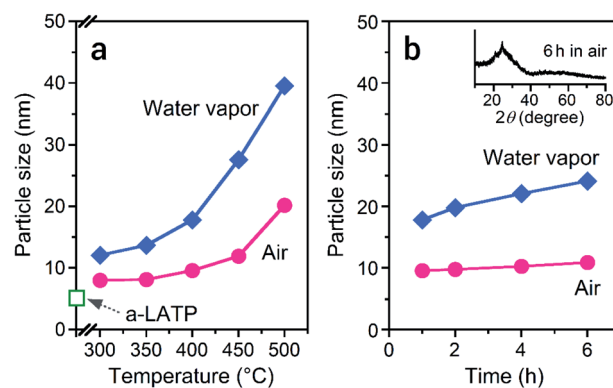 a
Particle size (nm)
50
40
30
20
10
0
Water vapor
Air
a-LATP
300 350 400 450 500
Temperature (°C)
b
Particle size (nm)
50
40
30
20
10
0
6 h in air
20 40 60 80
2θ (degree)
Water vapor
Air
0 2 4 6
Time (h)